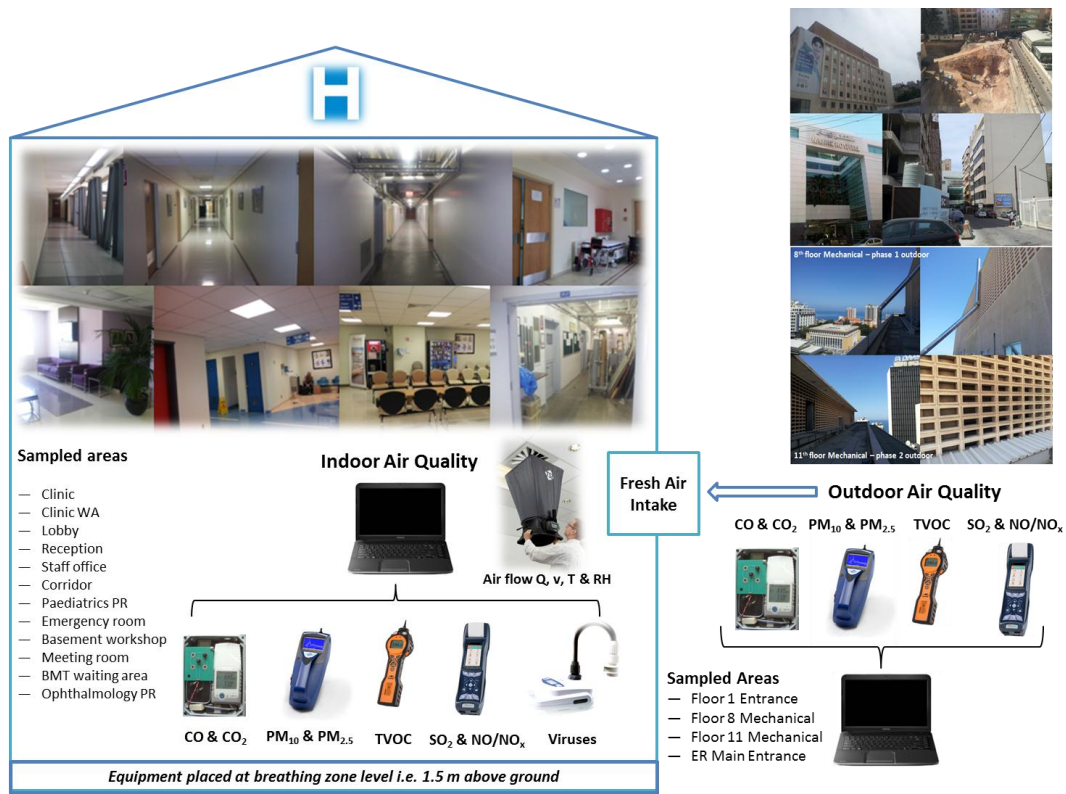 H
Sampled areas
— Clinic
— Clinic WA
— Lobby
— Reception
— Staff office
— Corridor
— Paediatrics PR
— Emergency room
— Basement workshop
— Meeting room
— BMT waiting area
— Ophthalmology PR
Indoor Air Quality
Air flow Q, v, T & RH
CO & CO₂
PM₁₀ & PM₂.₅
TVOC
SO₂ & NO/NOₓ
Viruses
Equipment placed at breathing zone level i.e. 1.5 m above ground
Fresh Air
Intake
8th floor Mechanical – phase 1 outdoor
11th floor Mechanical – phase 2 outdoor
Outdoor Air Quality
CO & CO₂
PM₁₀ & PM₂.₅
TVOC
SO₂ & NO/NOₓ
Sampled Areas
— Floor 1 Entrance
— Floor 8 Mechanical
— Floor 11 Mechanical
— ER Main Entrance